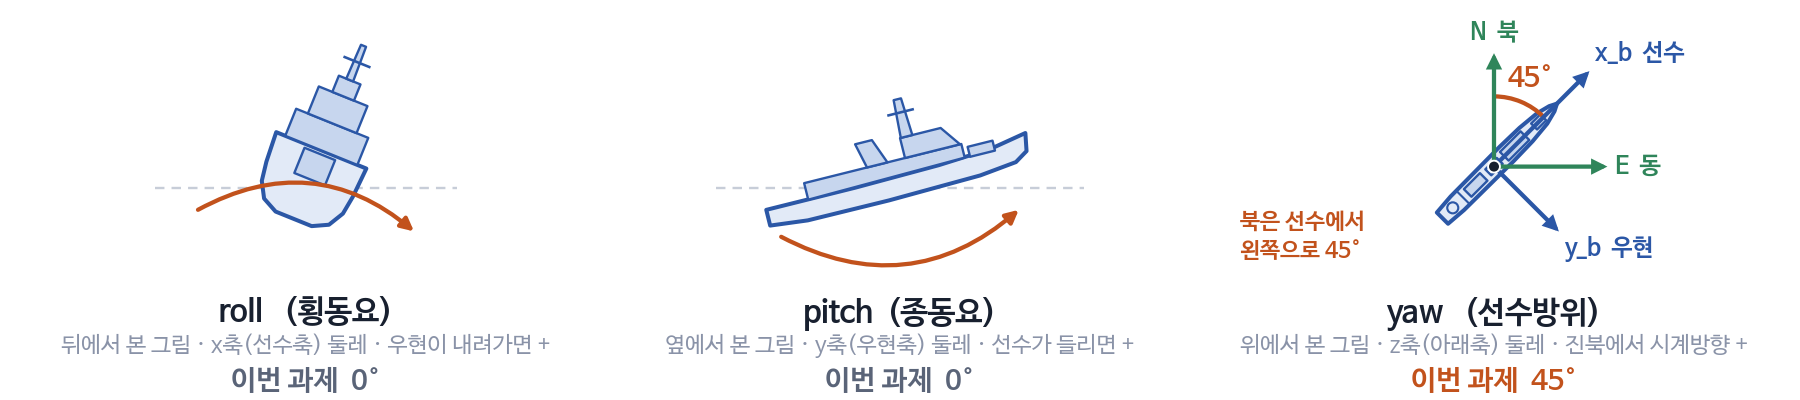 roll (횡동요)
뒤에서 본 그림 · x축(선수축) 둘레 · 우현이 내려가면 +
이번 과제 0°
pitch (종동요)
옆에서 본 그림 · y축(우현축) 둘레 · 선수가 들리면 +
이번 과제 0°
N 북
x_b 선수
45°
E 동
북은 선수에서
왼쪽으로 45°
y_b 우현
yaw (선수방위)
위에서 본 그림 · z축(아래축) 둘레 · 진북에서 시계방향 +
이번 과제 45°